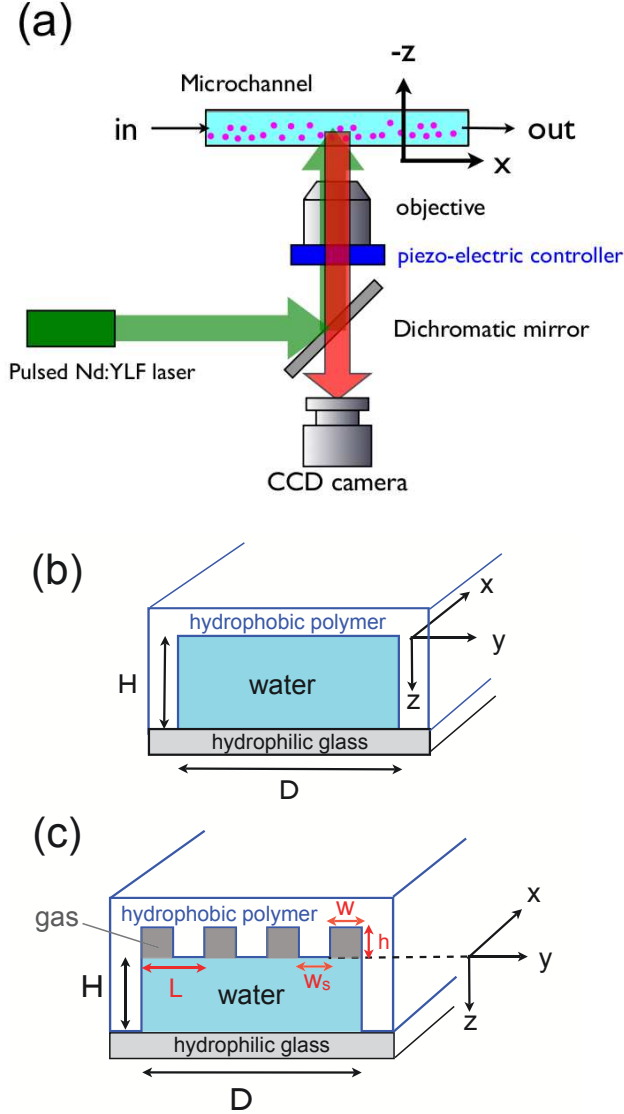 (a)
-z
Microchannel
in
out
x
objective
piezo-electric controller
Dichromatic mirror
Pulsed Nd:YLF laser
CCD camera
(b)
x
hydrophobic polymer
y
H
water
z
hydrophilic glass
D
(c)
x
gas
hydrophobic polymer
w
h
y
H
L
water
ws
z
hydrophilic glass
D